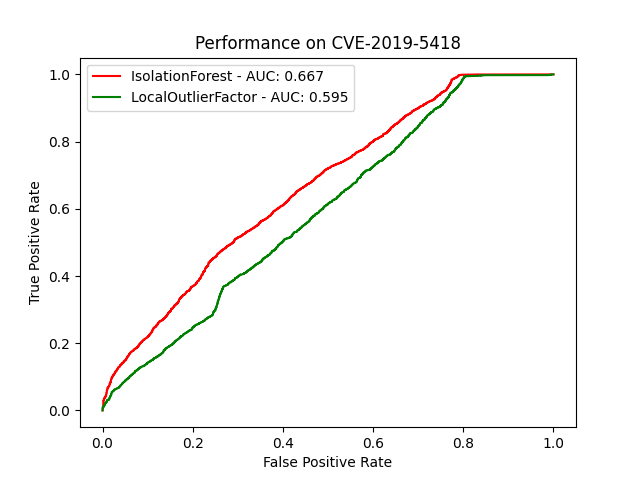 Performance on CVE-2019-5418
IsolationForest - AUC: 0.667
LocalOutlierFactor - AUC: 0.595
True Positive Rate
1.0
0.8
0.6
0.4
0.2
0.0
0.0 0.2 0.4 0.6 0.8 1.0
False Positive Rate